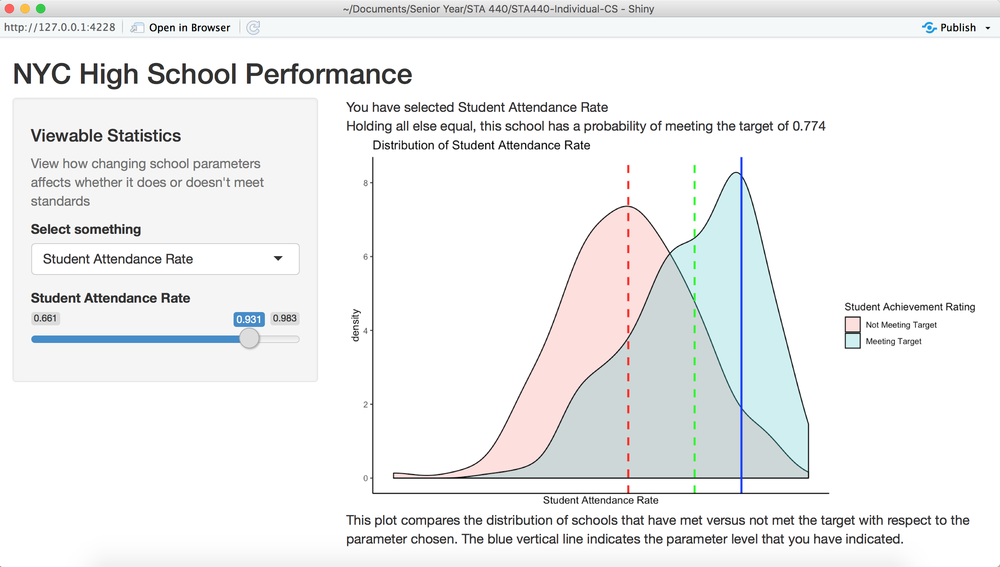 ~/Documents/Senior Year/STA 440/STA440-Individual-CS - Shiny
http://127.0.0.1:4228
Open in Browser
Publish
NYC High School Performance
Viewable Statistics
View how changing school parameters
affects whether it does or doesn't meet
standards
Select something
Student Attendance Rate
Student Attendance Rate
0.661
0.931
0.983
You have selected Student Attendance Rate
Holding all else equal, this school has a probability of meeting the target of 0.774
Distribution of Student Attendance Rate
8
6
4
2
0
density
Student Attendance Rate
Student Achievement Rating
Not Meeting Target
Meeting Target
This plot compares the distribution of schools that have met versus not met the target with respect to the
parameter chosen. The blue vertical line indicates the parameter level that you have indicated.